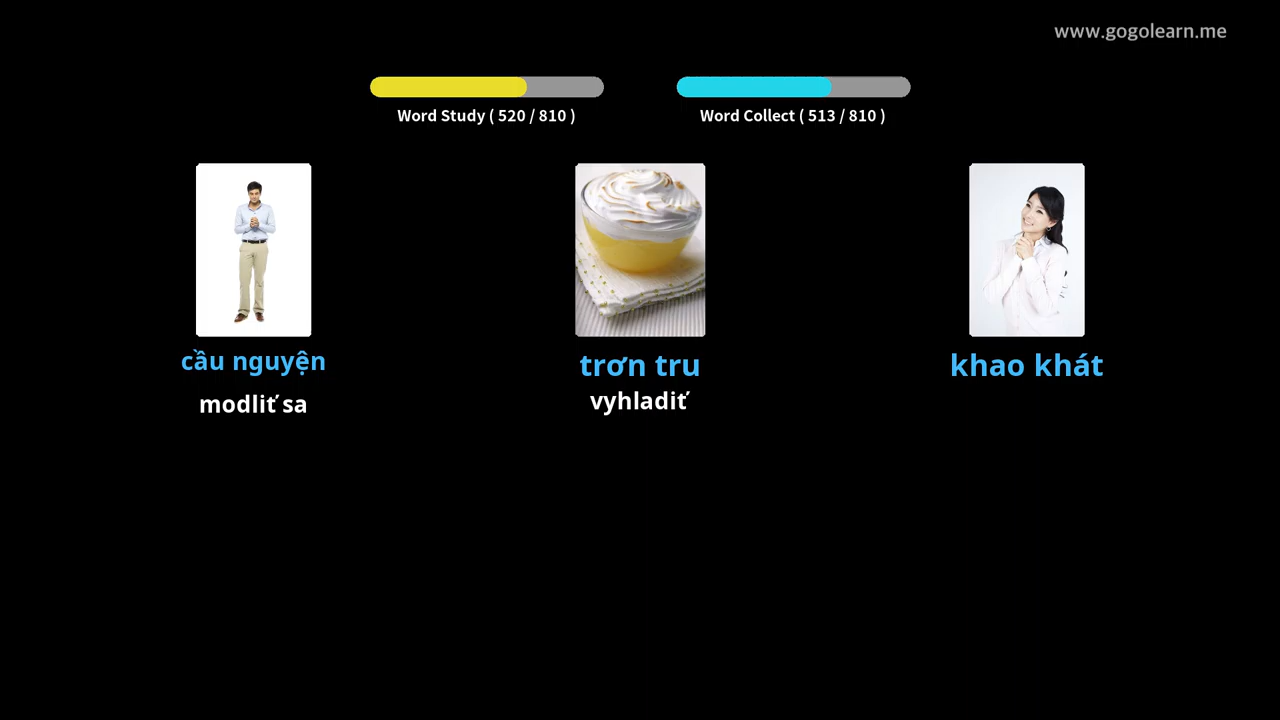 www.gogolearn.me
Word Study ( 520 / 810 )
Word Collect ( 513 / 810 )
cầu nguyện
trơn tru
khao khát
modliť sa
vyhladiť